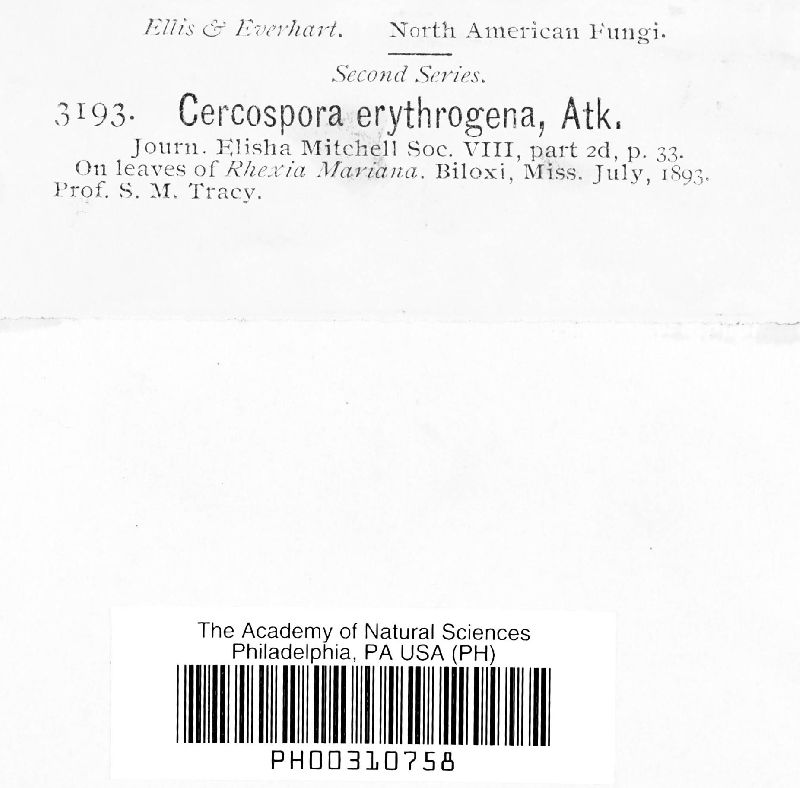 Ellis & Everhart. North American Fungi.
Second Series.
3193. Cercospora erythrogena, Atk.
Journ. Elisha Mitchell Soc. VIII, part 2d, p. 33.
On leaves of Rhexia Mariana. Biloxi, Miss. July, 1893.
Prof. S. M. Tracy.
The Academy of Natural Sciences
Philadelphia, PA USA (PH)
PH00310758